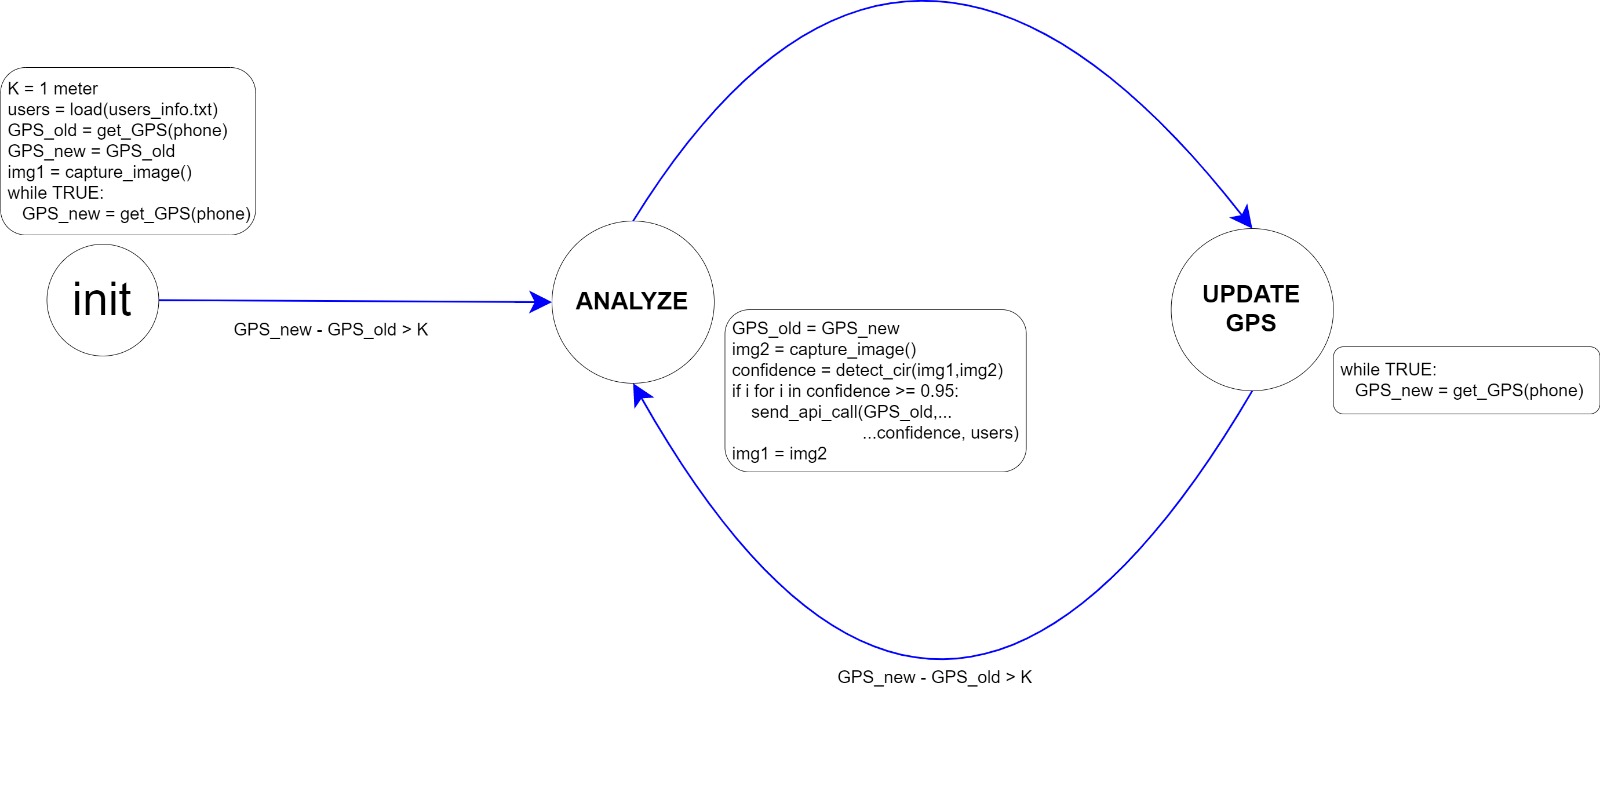 K = 1 meter
users = load(users_info.txt)
GPS_old = get_GPS(phone)
GPS_new = GPS_old
img1 = capture_image()
while TRUE:
GPS_new = get_GPS(phone)
init
GPS_new - GPS_old > K
ANALYZE
GPS_old = GPS_new
img2 = capture_image()
confidence = detect_cir(img1,img2)
if i for i in confidence >= 0.95:
send_api_call(GPS_old,...
...confidence, users)
img1 = img2
UPDATE
GPS
while TRUE:
GPS_new = get_GPS(phone)
GPS_new - GPS_old > K